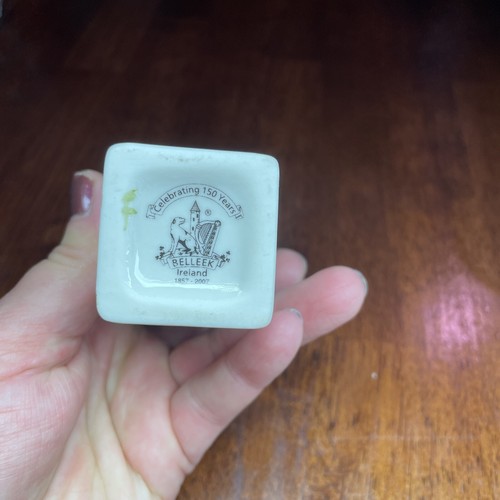 Celebrating 150 Years
®
BELLEEK
Ireland
1857 - 2007